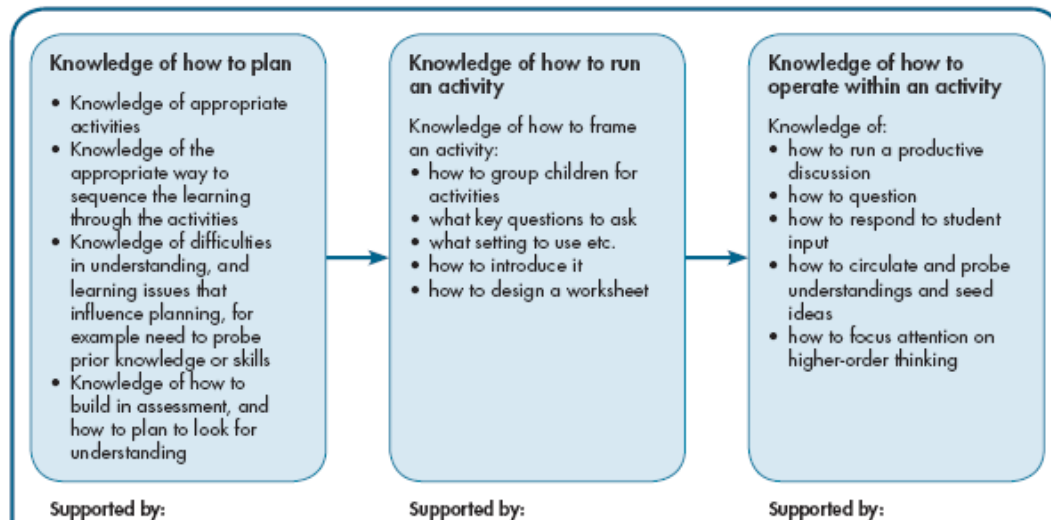 Knowledge of how to plan
• Knowledge of appropriate
activities
• Knowledge of the
appropriate way to
sequence the learning
through the activities
• Knowledge of difficulties
in understanding, and
learning issues that
influence planning, for
example need to probe
prior knowledge or skills
• Knowledge of how to
build in assessment, and
how to plan to look for
understanding
Supported by:
Knowledge of how to run
an activity
Knowledge of how to frame
an activity:
• how to group children for
activities
• what key questions to ask
• what setting to use etc.
• how to introduce it
• how to design a worksheet
Supported by:
Knowledge of how to
operate within an activity
Knowledge of:
• how to run a productive
discussion
• how to question
• how to respond to student
input
• how to circulate and probe
understandings and seed
ideas
• how to focus attention on
higher-order thinking
Supported by: